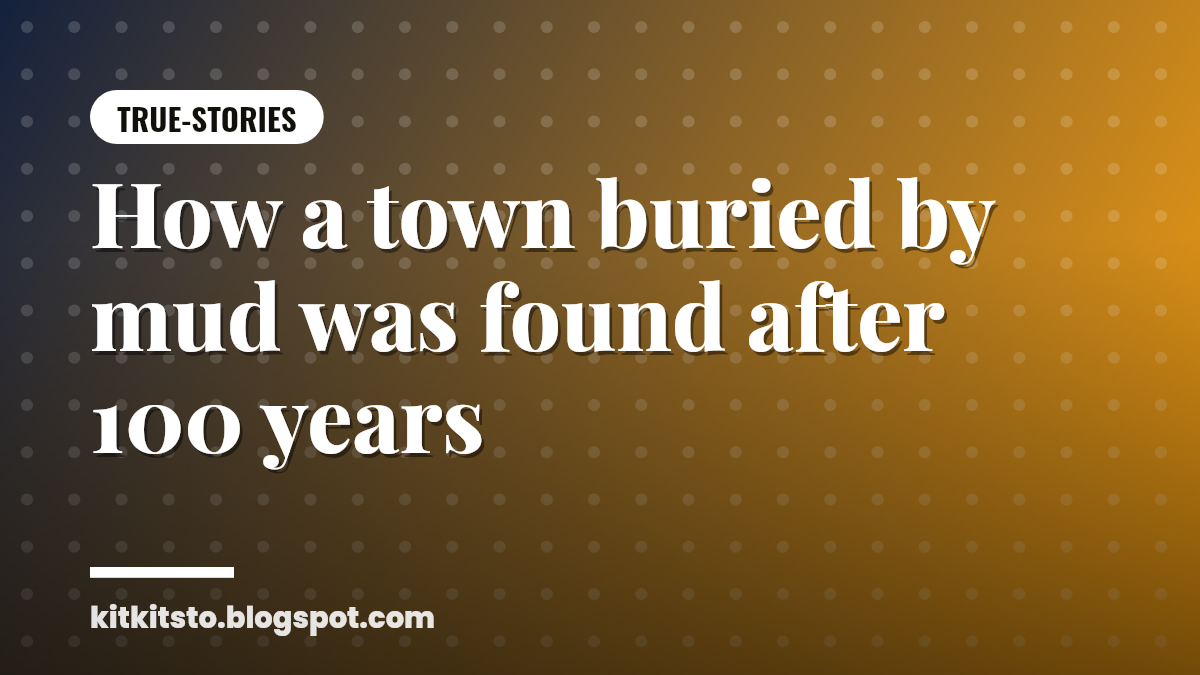 TRUE-STORIES
How a town buried by
mud was found after
100 years
kitkitsto.blogspot.com